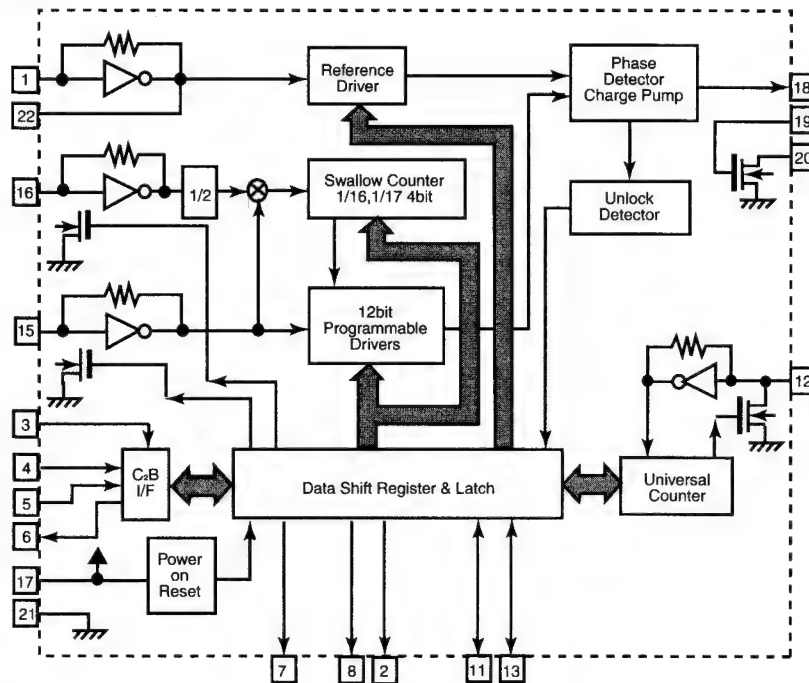 1
Reference
Driver
Phase
Detector
Charge Pump
18
22
19
20
16
1/2
Swallow Counter
1/16,1/17 4bit
Unlock
Detector
15
12bit
Programmable
Drivers
12
3
4
C₂B
I/F
5
6
Data Shift Register & Latch
Universal
Counter
17
Power
on
Reset
21
7
8
2
11
13